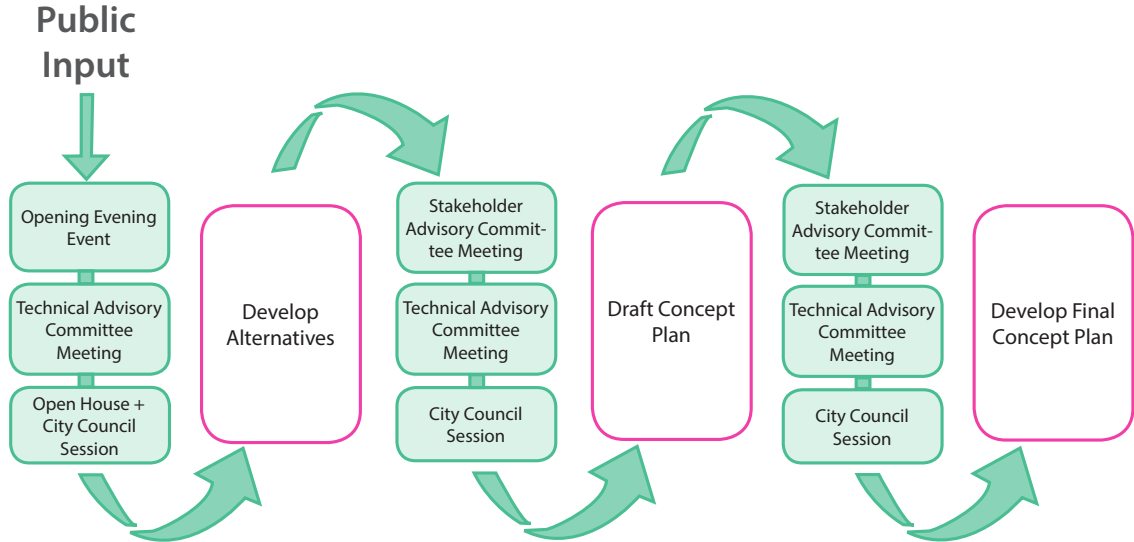 Public
Input
Opening Evening
Event
Technical Advisory
Committee
Meeting
Open House +
City Council
Session
Develop
Alternatives
Stakeholder
Advisory Commit-
tee Meeting
Technical Advisory
Committee
Meeting
City Council
Session
Draft Concept
Plan
Stakeholder
Advisory Commit-
tee Meeting
Technical Advisory
Committee
Meeting
City Council
Session
Develop Final
Concept Plan